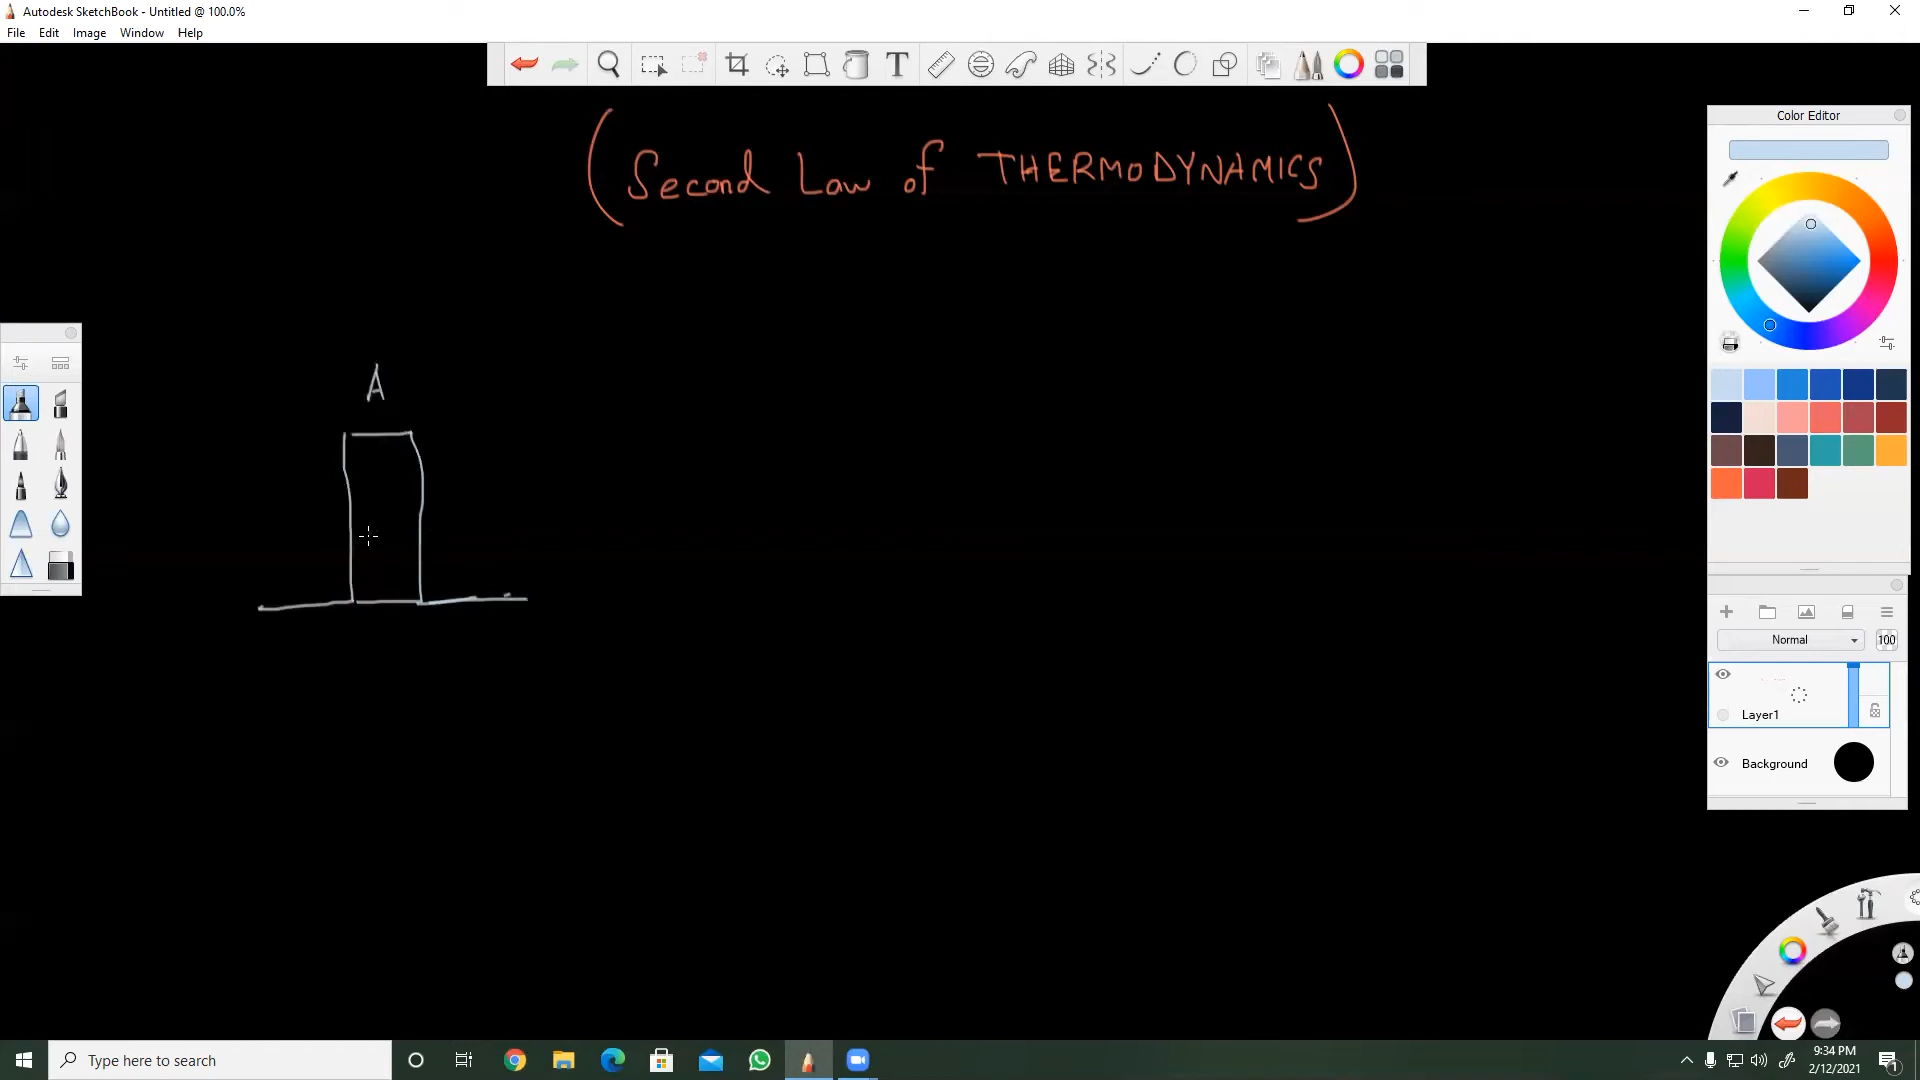 Autodesk SketchBook - Untitled @ 100.0%
File Edit Image Window Help
T
Color Editor
(Second Law of THERMODYNAMICS)
A
Normal 100
Layer1
Background
Type here to search
9:34 PM
2/12/2021
1